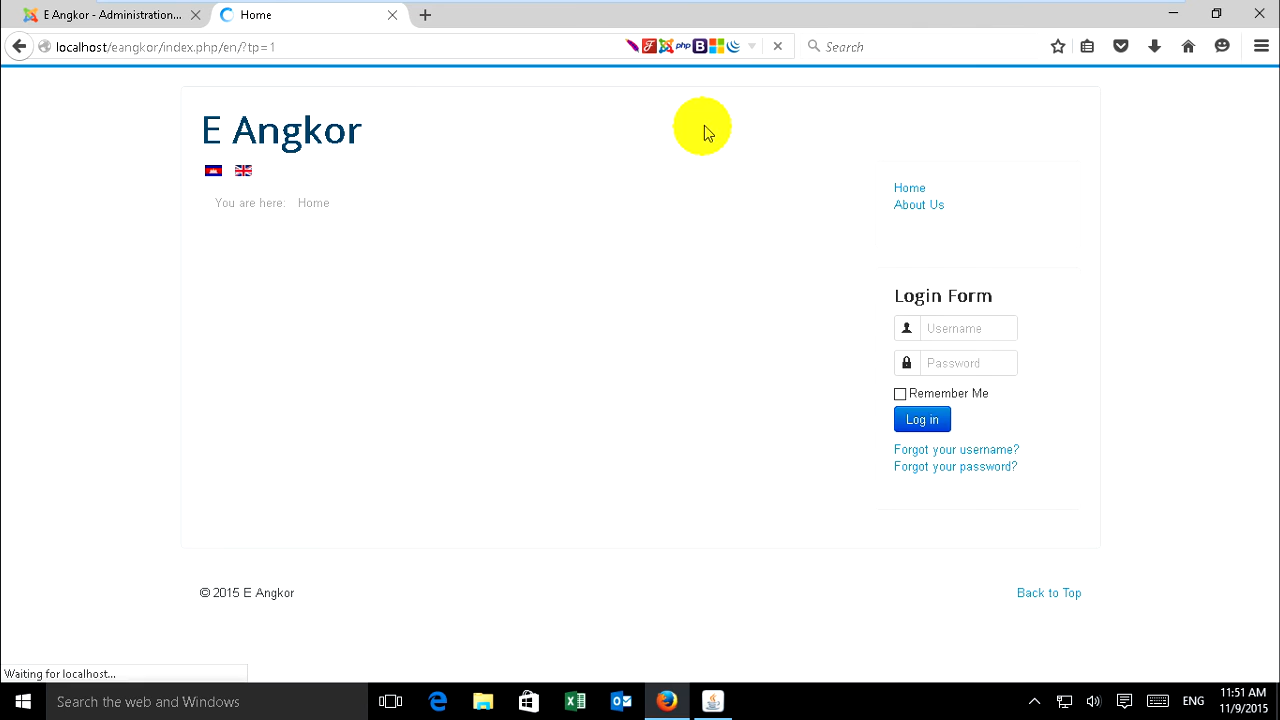 E Angkor - Administration...
Home
localhost/eangkor/index.php/en/?tp=1
php
B
Search
E Angkor
You are here: Home
Home
About Us
Login Form
Username
Password
Remember Me
Log in
Forgot your username?
Forgot your password?
© 2015 E Angkor
Back to Top
Waiting for localhost...
Search the web and Windows
ENG
11:51 AM
11/9/2015